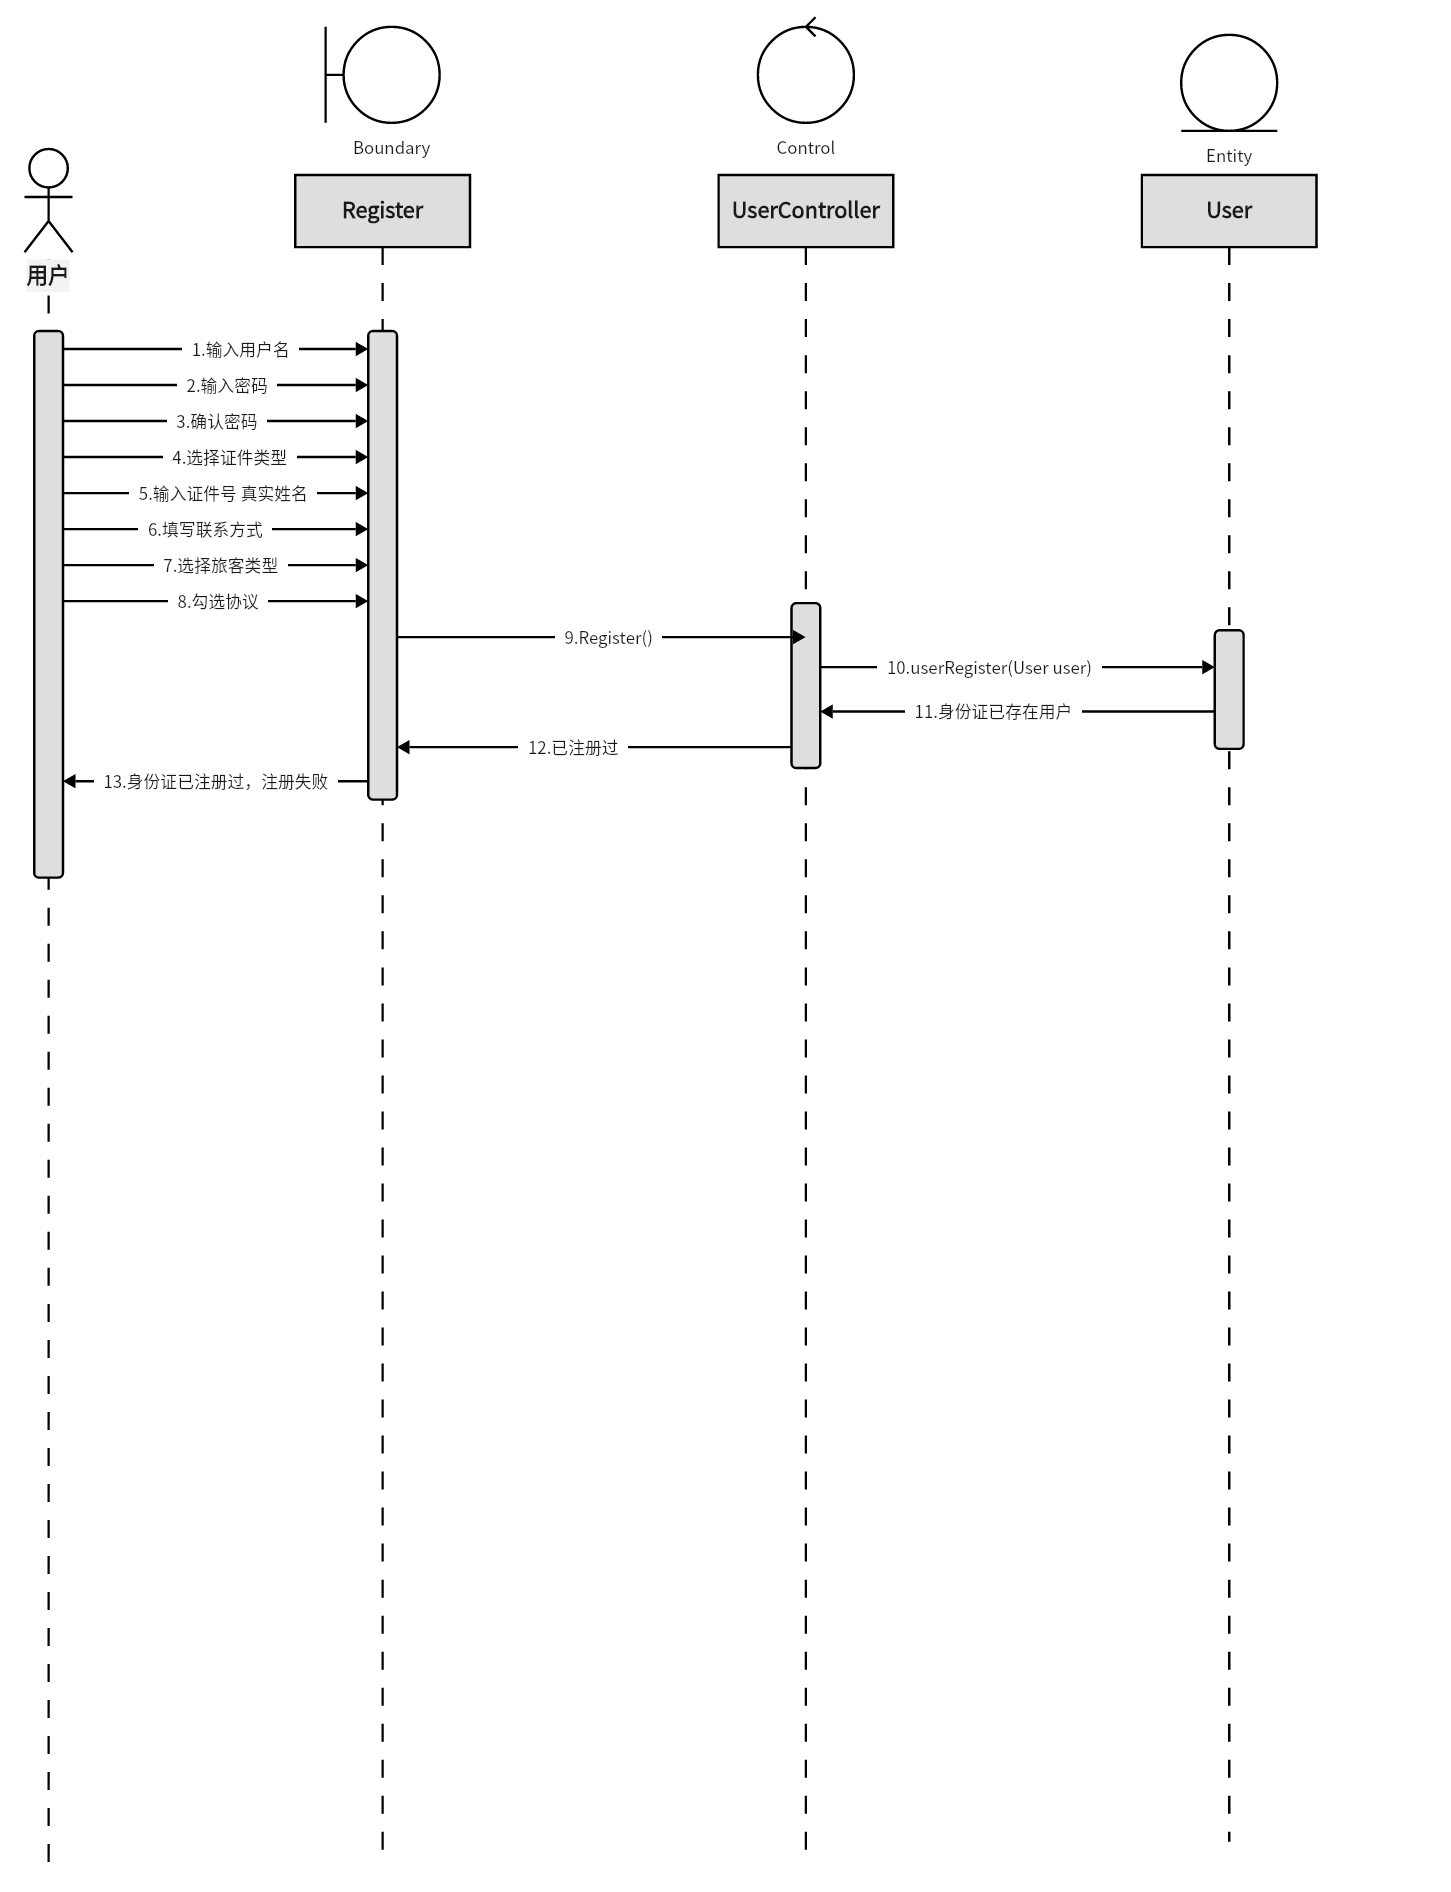 Boundary
Control
Entity
Register
UserController
User
用户
1.输入用户名
2.输入密码
3.确认密码
4.选择证件类型
5.输入证件号 真实姓名
6.填写联系方式
7.选择旅客类型
8.勾选协议
9.Register()
10.userRegister(User user)
11.身份证已存在用户
12.已注册过
13.身份证已注册过，注册失败